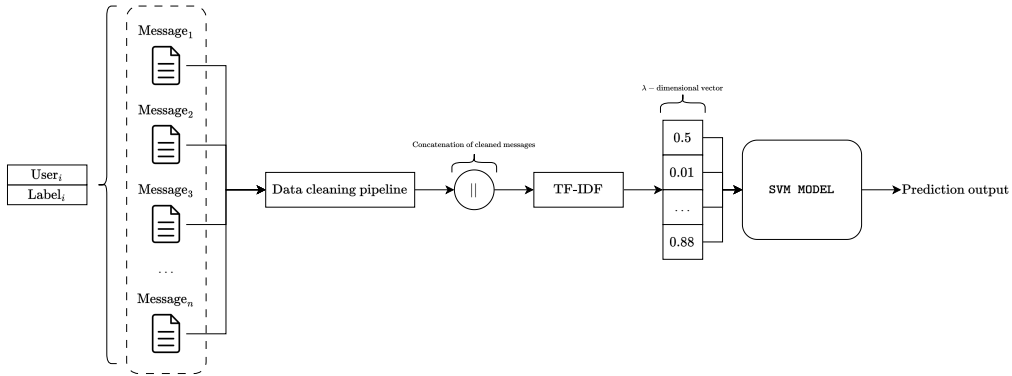 User_i
Label_i
Message_1
Message_2
Message_3
...
Message_n
Data cleaning pipeline
Concatenation of cleaned messages
||
TF-IDF
λ − dimensional vector
0.5
0.01
...
0.88
SVM MODEL
Prediction output